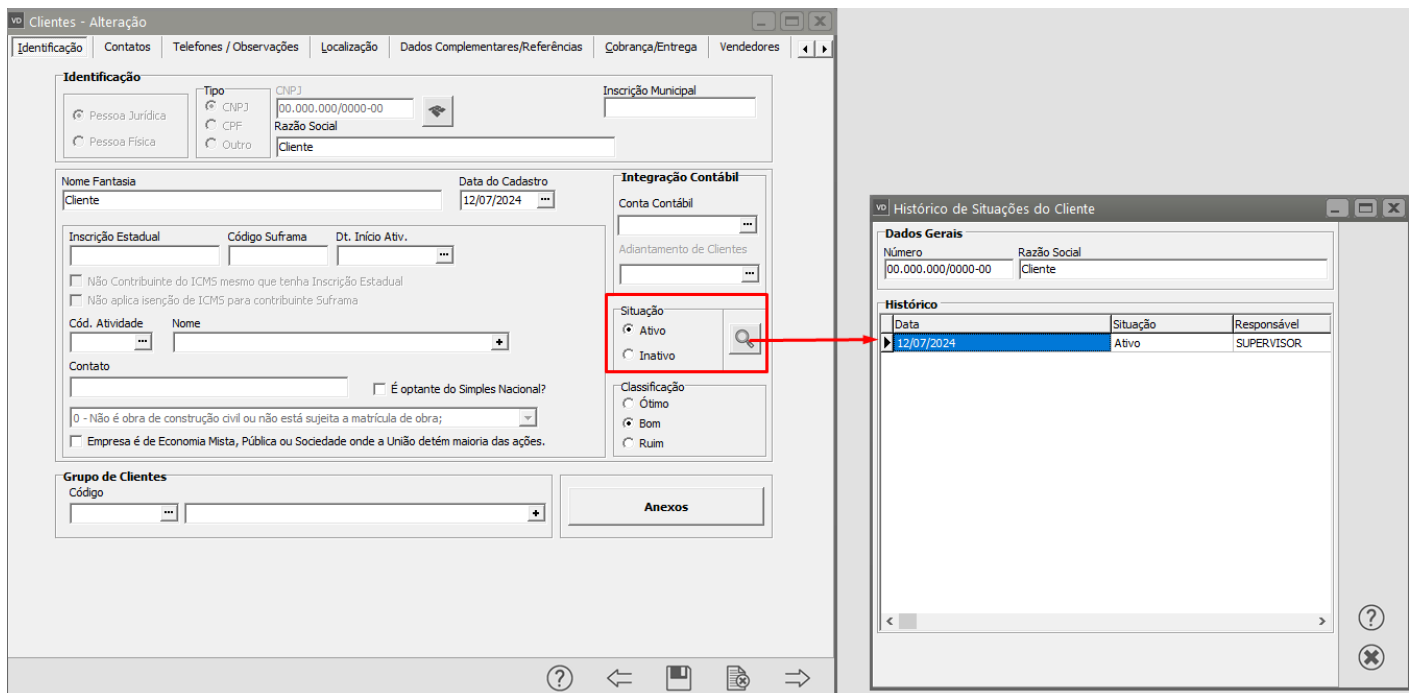 VD Clientes - Alteração
Identificação Contatos Telefones / Observações Localização Dados Complementares/Referências Cobrança/Entrega Vendedores
Identificação
Pessoa Jurídica
Pessoa Física
Tipo
CNPJ
CPF
Outro
CNPJ
00.000.000/0000-00
Razão Social
Cliente
Inscrição Municipal
Nome Fantasia
Cliente
Data do Cadastro
12/07/2024 ...
Integração Contábil
Conta Contábil
...
Adiantamento de Clientes
...
Inscrição Estadual Código Suframa Dt. Início Ativ.
...
Não Contribuinte do ICMS mesmo que tenha Inscrição Estadual
Não aplica isenção de ICMS para contribuinte Suframa
Cód. Atividade Nome
... +
Contato
É optante do Simples Nacional?
0 - Não é obra de construção civil ou não está sujeita a matrícula de obra;
Empresa é de Economia Mista, Pública ou Sociedade onde a União detém maioria das ações.
Situação
Ativo
Inativo
Classificação
Ótimo
Bom
Ruim
Grupo de Clientes
Código
... +
Anexos
?
VD Histórico de Situações do Cliente
Dados Gerais
Número Razão Social
00.000.000/0000-00 Cliente
Histórico
Data Situação Responsável
12/07/2024 Ativo SUPERVISOR
?